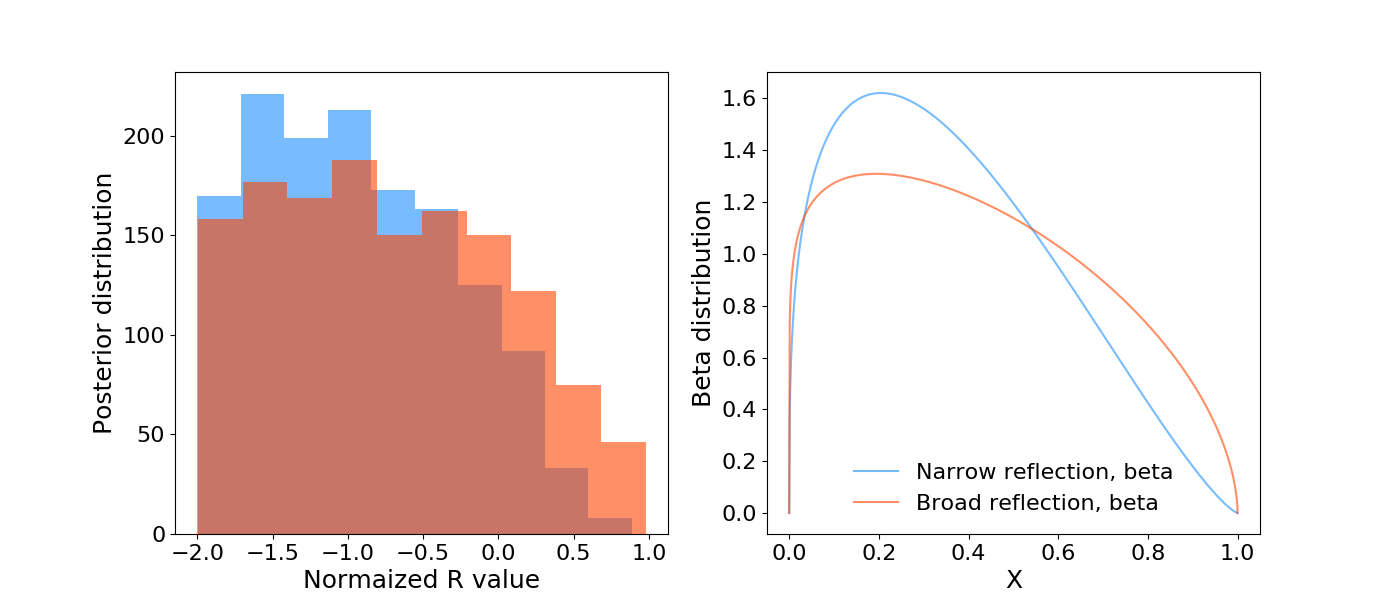 Posterior distribution
200
150
100
50
0
−2.0 −1.5 −1.0 −0.5 0.0 0.5 1.0
Normaized R value
Beta distribution
1.6
1.4
1.2
1.0
0.8
0.6
0.4
0.2
0.0
Narrow reflection, beta
Broad reflection, beta
0.0 0.2 0.4 0.6 0.8 1.0
X